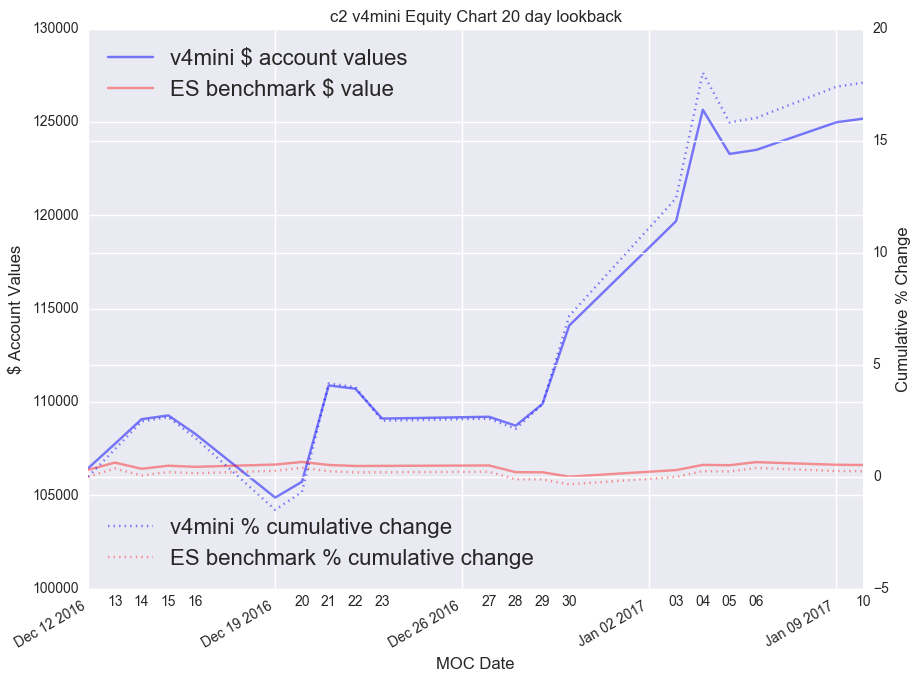 c2 v4mini Equity Chart 20 day lookback
v4mini $ account values
ES benchmark $ value
v4mini % cumulative change
ES benchmark % cumulative change
$ Account Values
130000
125000
120000
115000
110000
105000
100000
Cumulative % Change
20
15
10
5
0
−5
Dec 12 2016 13 14 15 16 Dec 19 2016 20 21 22 23 Dec 26 2016 27 28 29 30 Jan 02 2017 03 04 05 06 Jan 09 2017 10
MOC Date